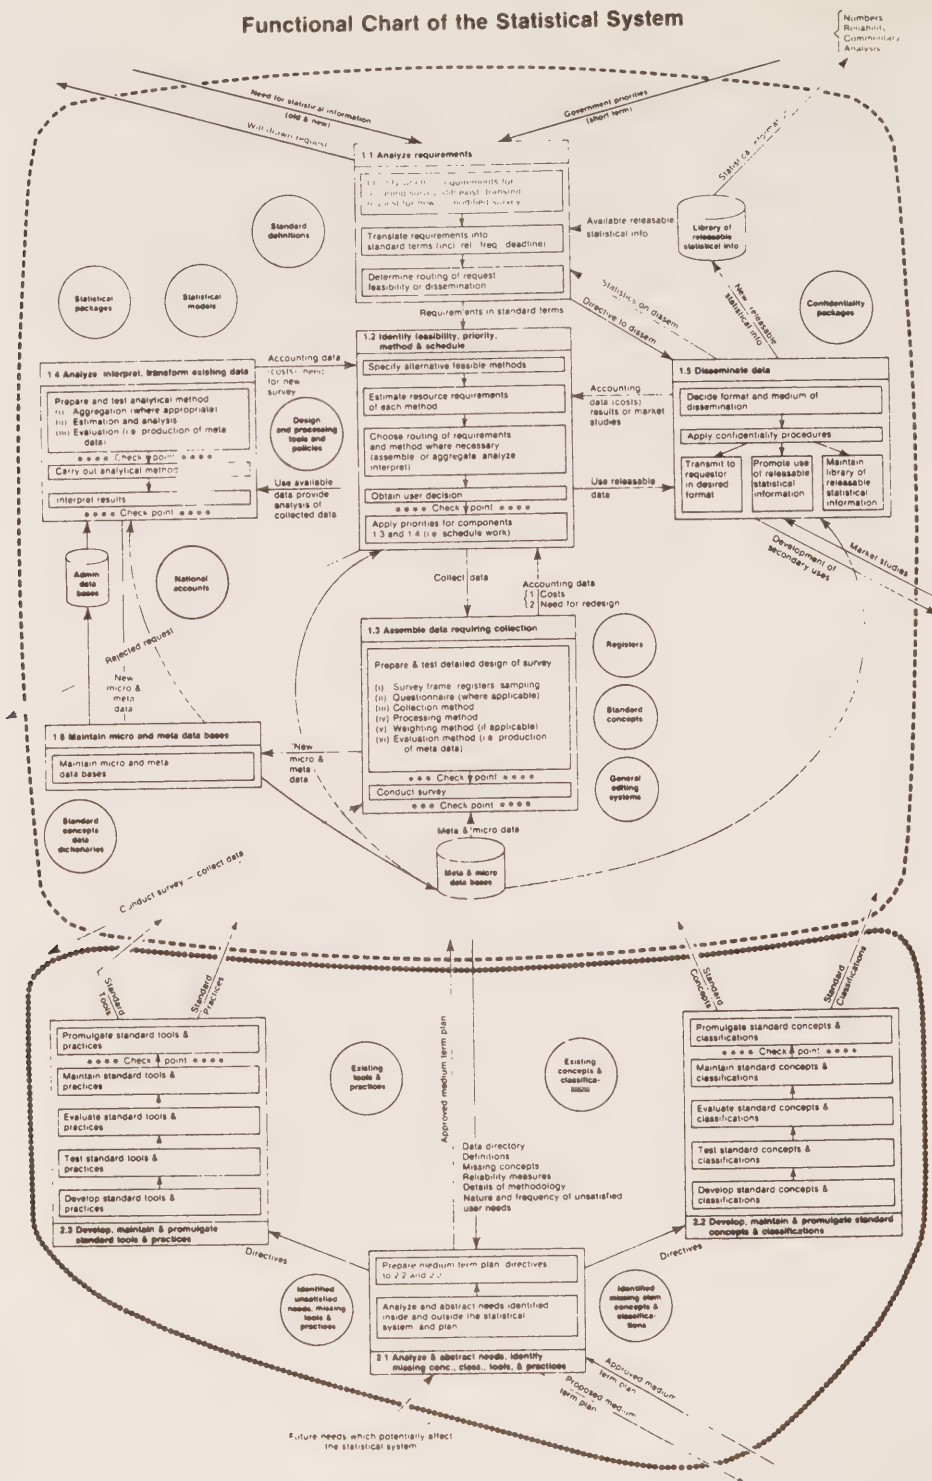 Functional Chart of the Statistical System
Numbers
Reliability
Commentary
Analysis
Need for statistical information
(old & new)
Withdrawn request
Government priorities
(short term)
Statistical
1.1 Analyze requirements
requirements for
survey
modified survey
Translate requirements into
standard terms (incl rel. freq. deadline)
Determine routing of request
feasibility or dissemination
Standard
definitions
Available releasable
statistical info
Library of
releasable
statistical info
Statistical
packages
Statistical
models
Statistics on dissem
Directive to dissem
New releasable
statistical info
Confidentiality
packages
Requirements in standard terms
1.2 Identify feasibility, priority,
method & schedule
Specify alternative feasible methods
Estimate resource requirements
of each method
Choose routing of requirements
and method where necessary
(assemble or aggregate analyze
interpret)
Obtain user decision
Check point
Apply priorities for components
1.3 and 1.4 (i.e schedule work)
1.4 Analyze interpret, transform existing data
Prepare and test analytical method
(i) Aggregation (where appropriate)
(ii) Estimation and analysis
(iii) Evaluation (i.e production of meta
data)
Check point
Carry out analytical method
Interpret results
Check point
Accounting data
(costs) need
for new
survey
Design
and processing
tools and
policies
Use available
data provide
analysis of
collected data
Accounting
data (costs)
results or market
studies
Use releasable
data
1.5 Disseminate data
Decide format and medium of
dissemination
Apply confidentiality procedures
Transmit to
requestor
in desired
format
Promote use
of releasable
statistical
information
Maintain
library of
releasable
statistical
information
Development of
secondary uses
Market studies
Admin
data
bases
National
accounts
Collect data
Accounting data
1 Costs
2 Need for redesign
Rejected request
New
micro &
meta
data
1.3 Assemble data requiring collection
Prepare & test detailed design of survey
(i) Survey frame registers sampling
(ii) Questionnaire (where applicable)
(iii) Collection method
(iv) Processing method
(v) Weighting method (if applicable)
(vi) Evaluation method (i.e production
of meta data)
Check point
Conduct survey
Check point
Registers
Standard
concepts
General
editing
systems
1.6 Maintain micro and meta data bases
Maintain micro and meta
data bases
New
micro &
meta
data
Standard
concepts
data
dictionaries
Meta & micro data
Meta & micro
data bases
Conduct survey – collect data
Standard
Tools
Standard
Practices
Standard
Concepts
Standard
Classifications
Promulgate standard tools &
practices
Check point
Maintain standard tools &
practices
Evaluate standard tools &
practices
Test standard tools &
practices
Develop standard tools &
practices
2.3 Develop, maintain & promulgate
standard tools & practices
Existing
tools &
practices
Approved medium term plan
Existing
concepts &
classifica-
Data directory
Definitions
Missing concepts
Reliability measures
Details of methodology
Nature and frequency of unsatisfied
user needs
Promulgate standard concepts &
classifications
Check point
Maintain standard concepts &
classifications
Evaluate standard concepts &
classifications
Test standard concepts &
classifications
Develop standard concepts &
classifications
2.2 Develop, maintain & promulgate standard
concepts & classifications
Directives
Directives
Identified
unsatisfied
needs, missing
tools &
practices
Prepare medium term plan, directives
to 2.2 and
Analyze and abstract needs identified
inside and outside the statistical
system and plan
2.1 Analyze & abstract needs, identify
missing conc., class., tools, & practices
Identified
missing
concepts &
classifica-
tions
Approved medium
term plan
Proposed medium
term plan
Future needs which potentially affect
the statistical system